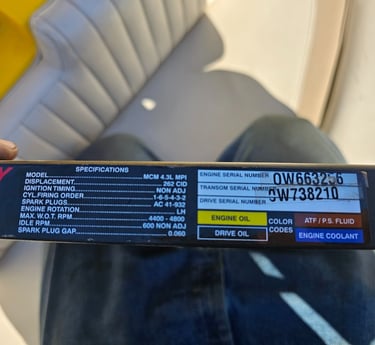 SPECIFICATIONS
MODEL MCM 4.3L MPI
DISPLACEMENT 262 CID
IGNITION TIMING NON ADJ
CYL.FIRING ORDER 1-6-5-4-3-2
SPARK PLUGS AC 41-932
ENGINE ROTATION LH
MAX. W.O.T. RPM 4400 - 4800
IDLE RPM 600 NON ADJ
SPARK PLUG GAP 0.060
ENGINE SERIAL NUMBER 0W663256
TRANSOM SERIAL NUMBER
DRIVE SERIAL NUMBER 0W738210
ENGINE OIL
DRIVE OIL
COLOR
CODES
ATF / P.S. FLUID
ENGINE COOLANT